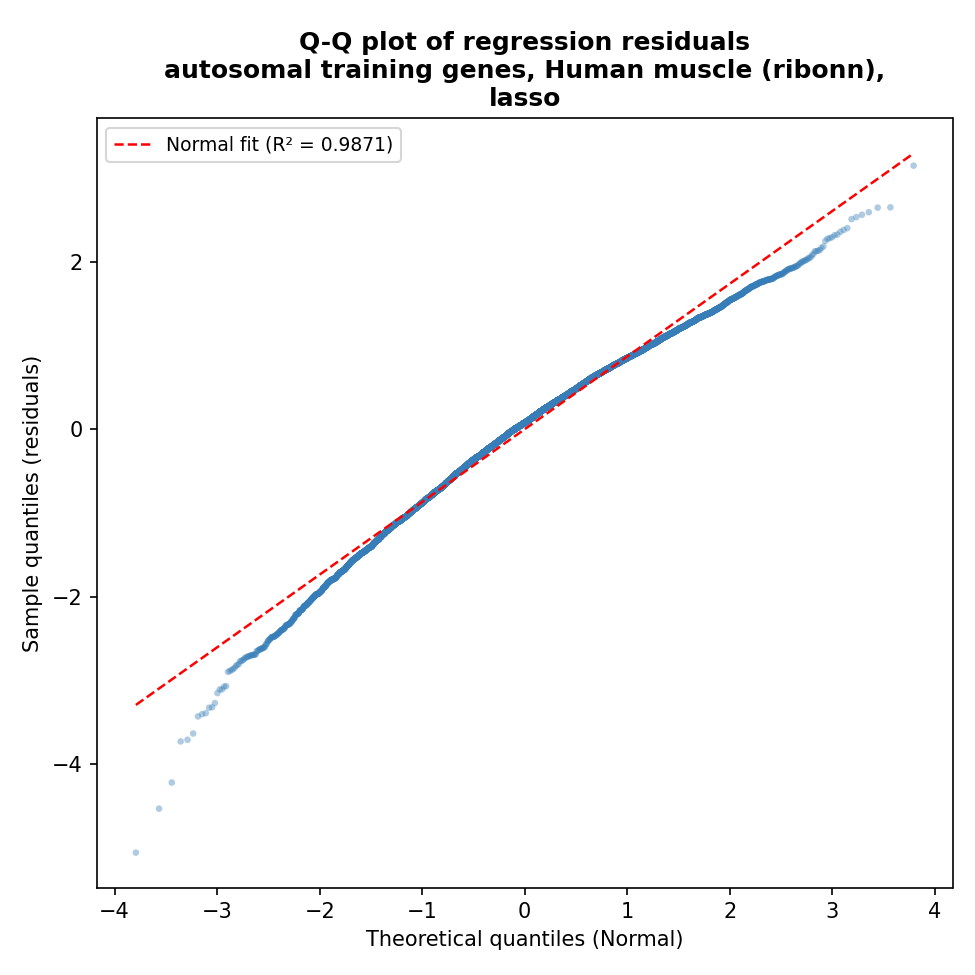 Q-Q plot of regression residuals
autosomal training genes, Human muscle (ribonn),
lasso
Normal fit (R² = 0.9871)
Sample quantiles (residuals)
2
0
−2
−4
−4 −3 −2 −1 0 1 2 3 4
Theoretical quantiles (Normal)